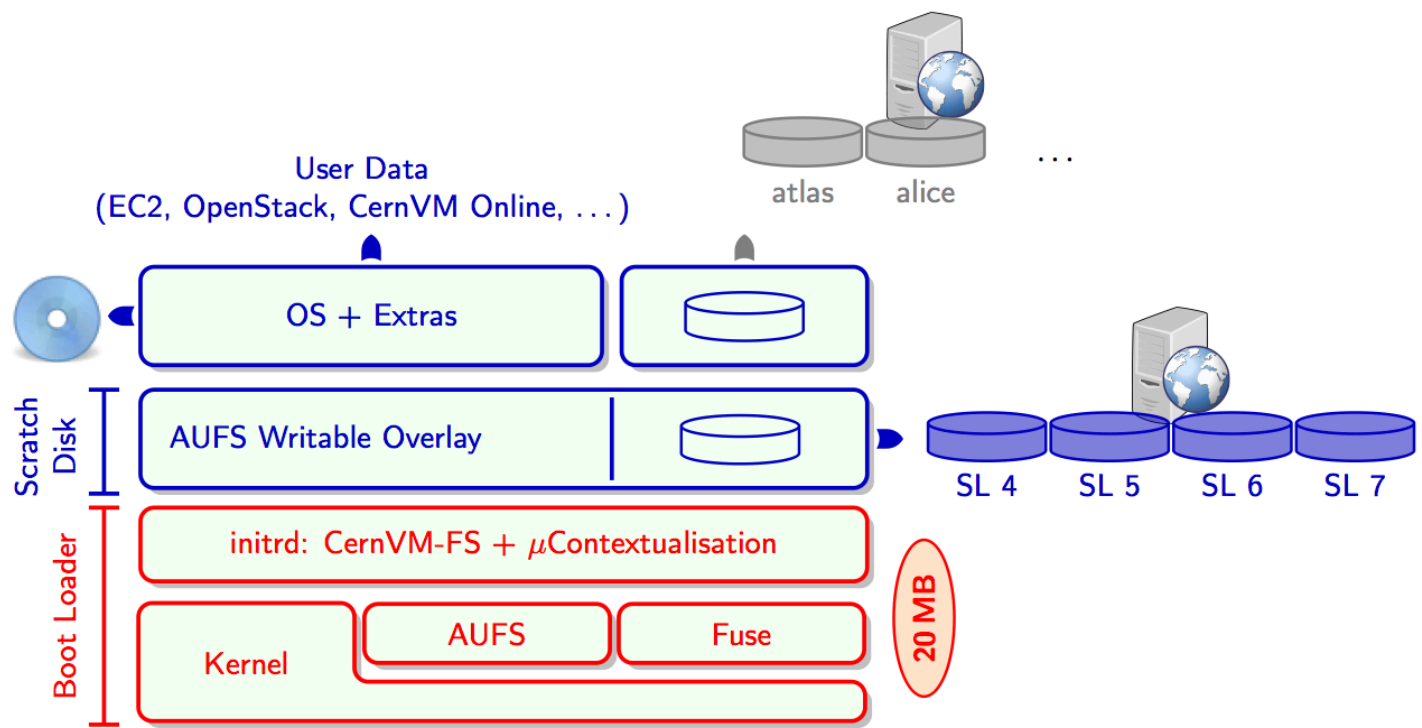 atlas
alice
...
User Data
(EC2, OpenStack, CernVM Online, ...)
OS + Extras
Scratch
Disk
AUFS Writable Overlay
SL 4
SL 5
SL 6
SL 7
Boot Loader
initrd: CernVM-FS + μContextualisation
20 MB
Kernel
AUFS
Fuse